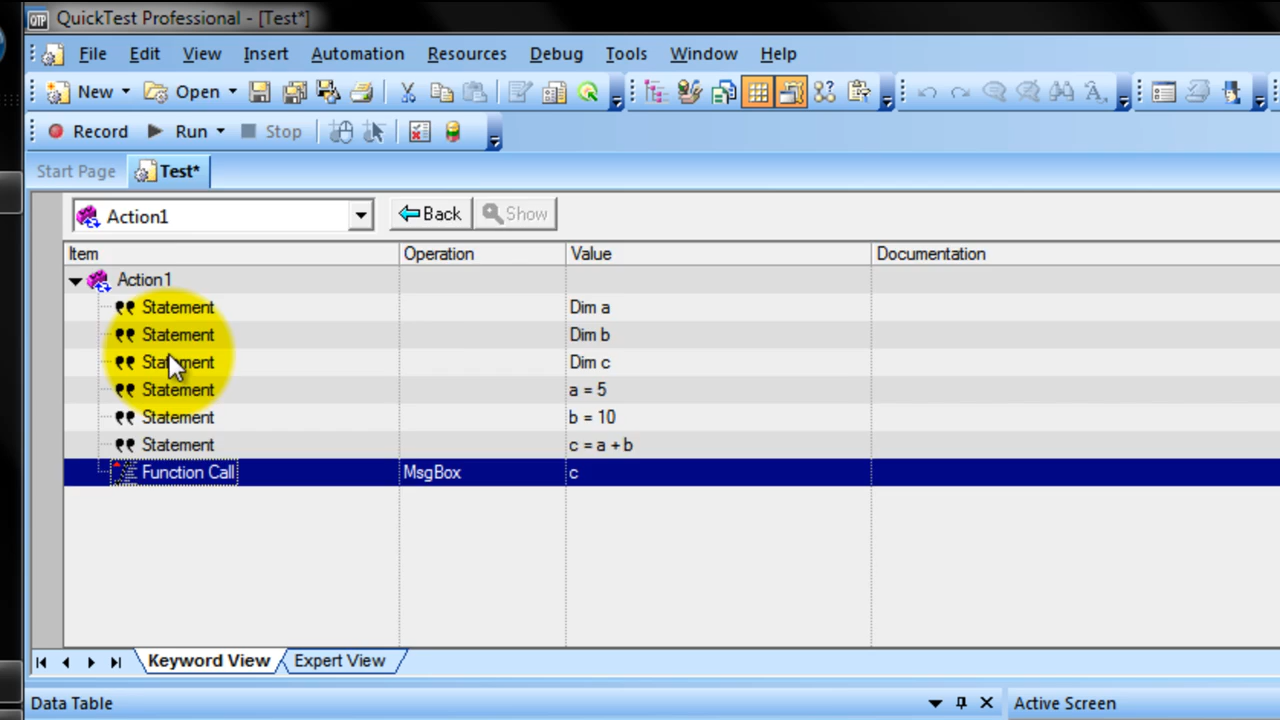 QTP QuickTest Professional - [Test*]
File Edit View Insert Automation Resources Debug Tools Window Help
New Open
Record Run Stop
Start Page Test*
Action1 Back Show
Item Operation Value Documentation
Action1
Statement Dim a
Statement Dim b
Statement Dim c
Statement a = 5
Statement b = 10
Statement c = a + b
Function Call MsgBox c
Keyword View Expert View
Data Table Active Screen